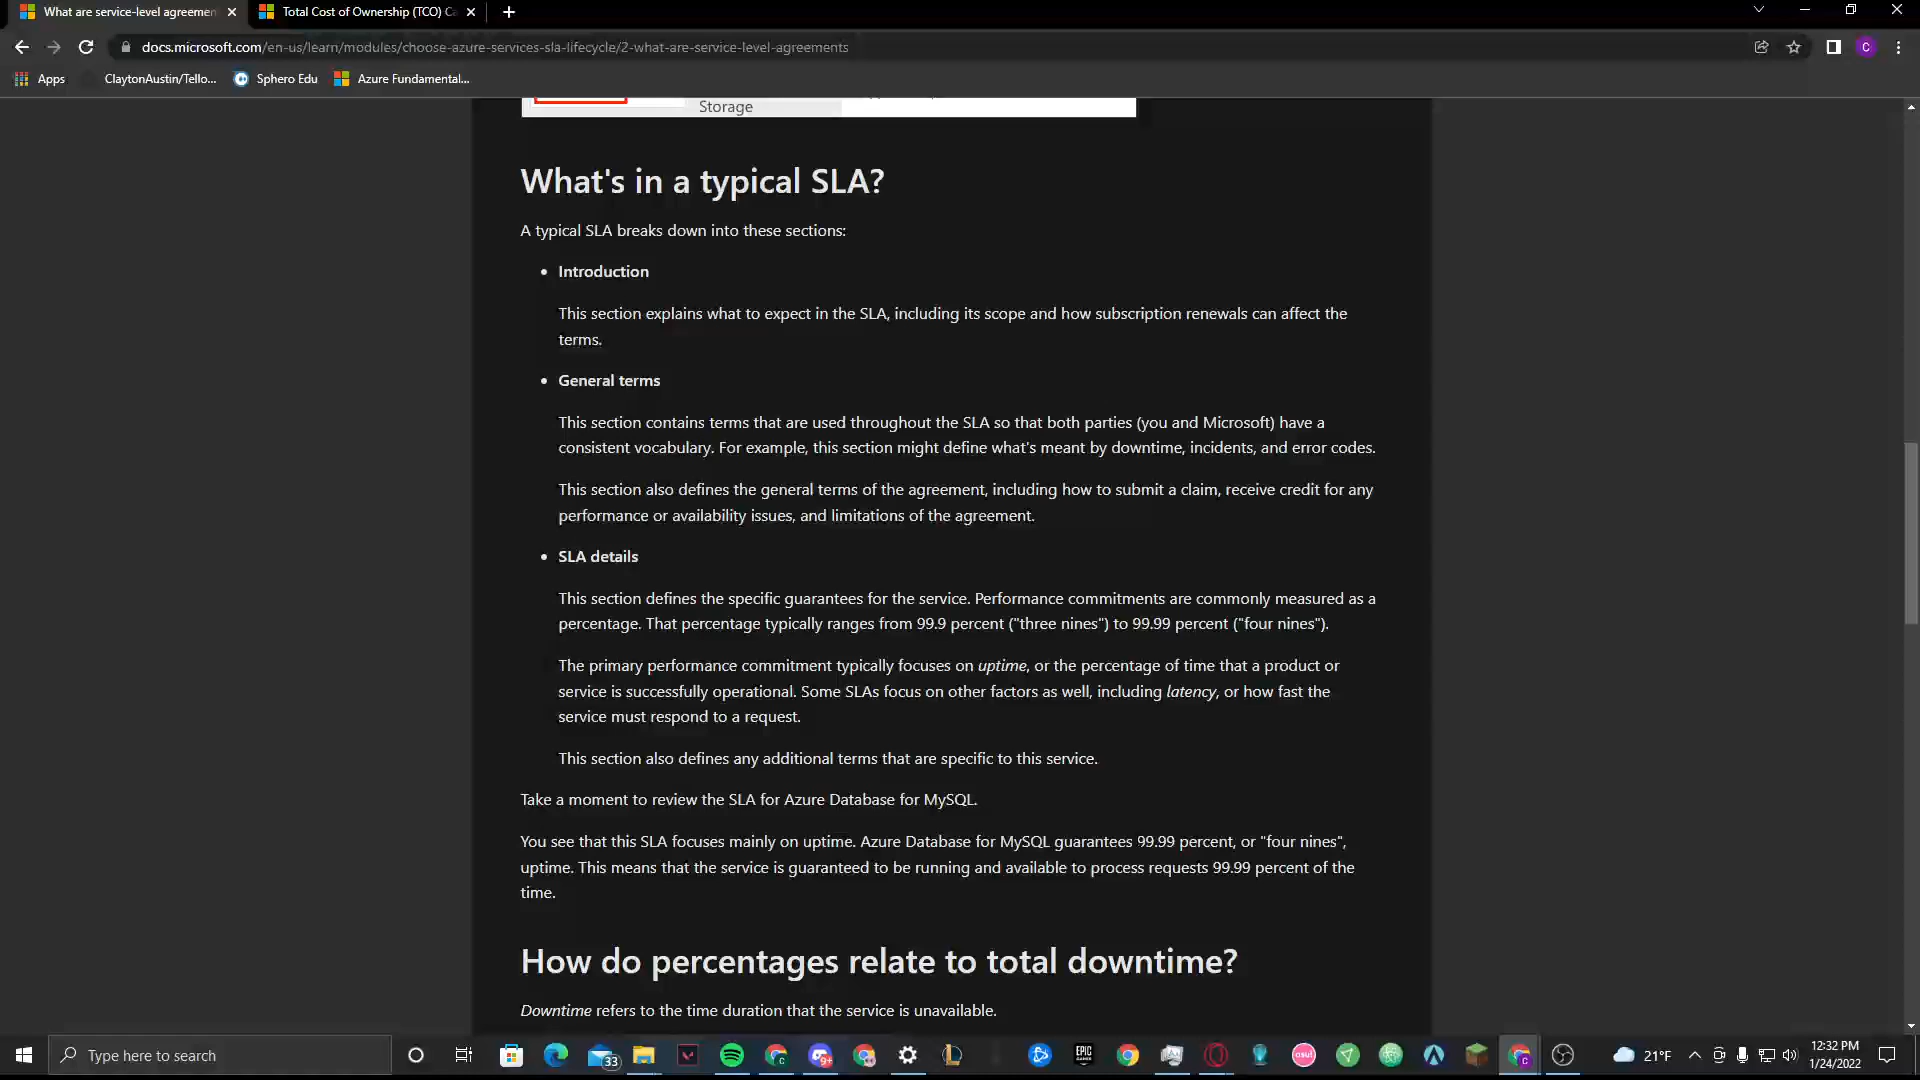 What are service-level agreemen
Total Cost of Ownership (TCO) Ca
docs.microsoft.com/en-us/learn/modules/choose-azure-services-sla-lifecycle/2-what-are-service-level-agreements
C
Apps
ClaytonAustin/Tello...
Sphero Edu
Azure Fundamental...
Storage
What's in a typical SLA?
A typical SLA breaks down into these sections:
• Introduction
This section explains what to expect in the SLA, including its scope and how subscription renewals can affect the
terms.
• General terms
This section contains terms that are used throughout the SLA so that both parties (you and Microsoft) have a
consistent vocabulary. For example, this section might define what's meant by downtime, incidents, and error codes.
This section also defines the general terms of the agreement, including how to submit a claim, receive credit for any
performance or availability issues, and limitations of the agreement.
• SLA details
This section defines the specific guarantees for the service. Performance commitments are commonly measured as a
percentage. That percentage typically ranges from 99.9 percent ("three nines") to 99.99 percent ("four nines").
The primary performance commitment typically focuses on uptime, or the percentage of time that a product or
service is successfully operational. Some SLAs focus on other factors as well, including latency, or how fast the
service must respond to a request.
This section also defines any additional terms that are specific to this service.
Take a moment to review the SLA for Azure Database for MySQL.
You see that this SLA focuses mainly on uptime. Azure Database for MySQL guarantees 99.99 percent, or "four nines",
uptime. This means that the service is guaranteed to be running and available to process requests 99.99 percent of the
time.
How do percentages relate to total downtime?
Downtime refers to the time duration that the service is unavailable.
Type here to search
33
9+
EPIC
osu!
21°F
12:32 PM
1/24/2022